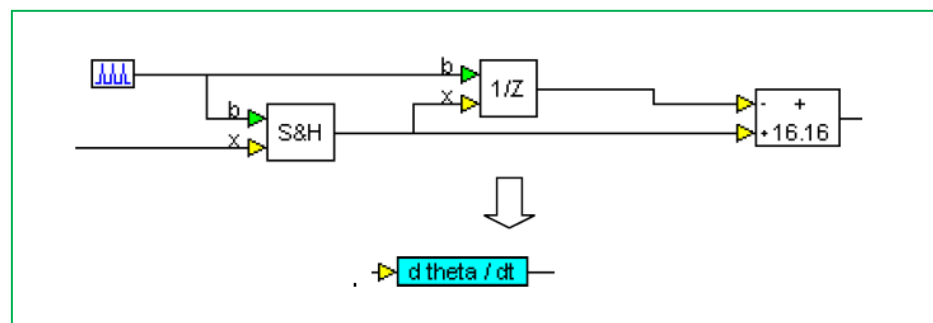 b
1/Z
x
b
S&H
x
- +
+ 16.16
d theta / dt
.